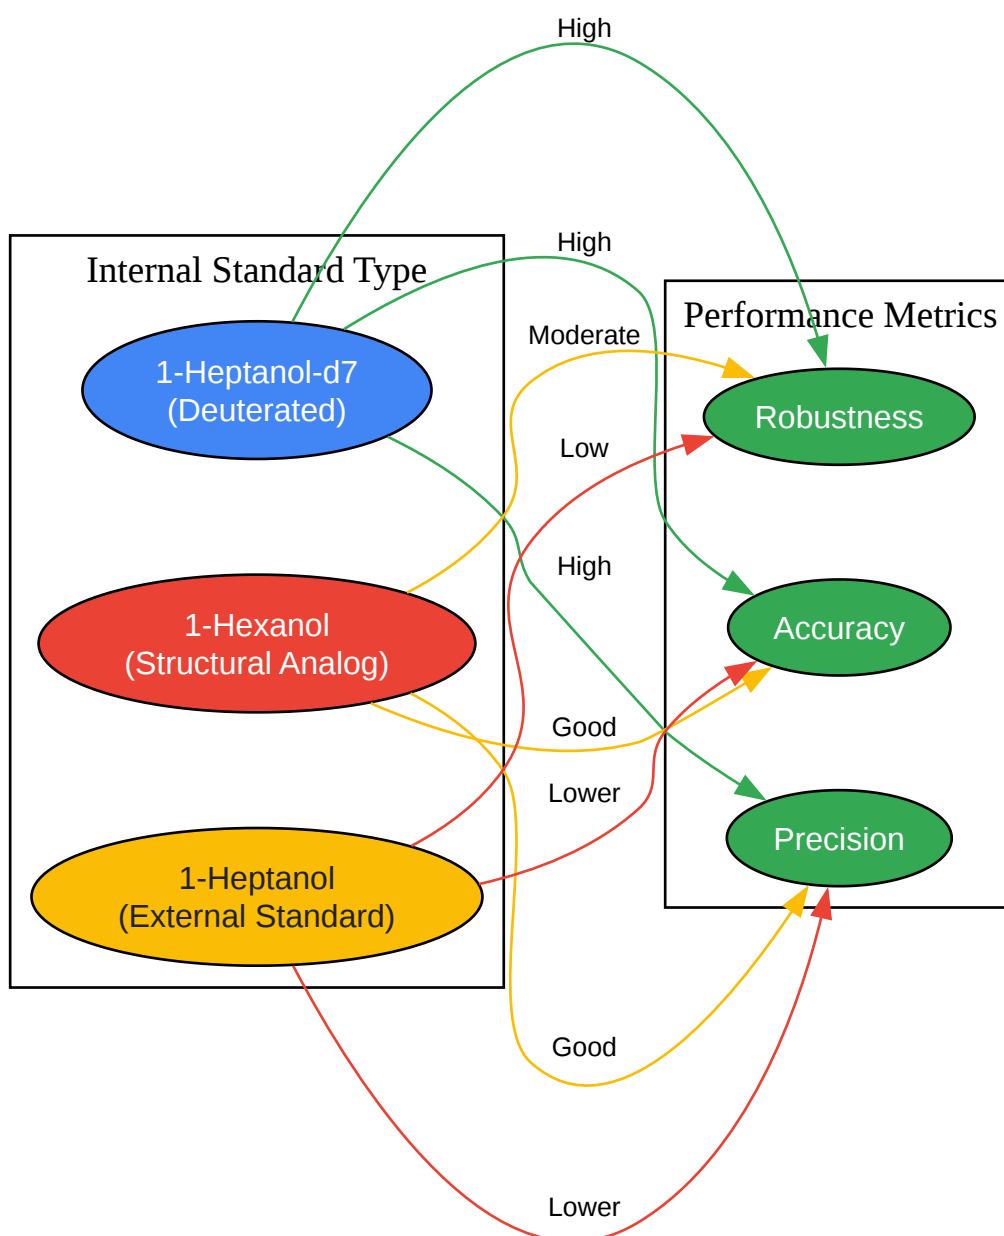 High
High
Internal Standard Type
Performance Metrics
Moderate
1-Heptanol-d7
(Deuterated)
Robustness
Low
High
1-Hexanol
(Structural Analog)
Accuracy
Good
Lower
Precision
1-Heptanol
(External Standard)
Good
Lower